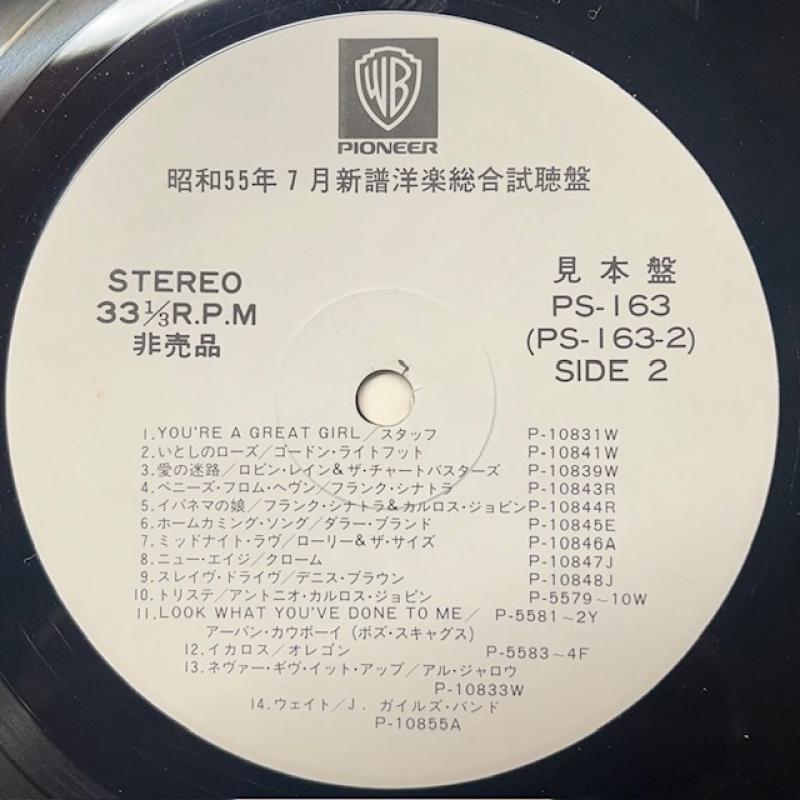 WB
PIONEER
昭和55年7月新譜洋楽総合試聴盤
STEREO
33 1/3 R.P.M
非売品
見本盤
PS-163
(PS-163-2)
SIDE 2
1.YOU'RE A GREAT GIRL/スタッフ P-10831W
2.いとしのローズ/ゴードン・ライトフット P-10841W
3.愛の迷路/ロビン・レイン&ザ・チャートバスターズ P-10839W
4.ペニーズ・フロム・ヘヴン/フランク・シナトラ P-10843R
5.イパネマの娘/フランク・シナトラ&カルロス・ジョビン P-10844R
6.ホームカミング・ソング/ダラー・ブランド P-10845E
7.ミッドナイト・ラヴ/ローリー&ザ・サイズ P-10846A
8.ニュー・エイジ/クローム P-10847J
9.スレイヴ・ドライヴ/デニス・ブラウン P-10848J
10.トリステ/アントニオ・カルロス・ジョビン P-5579~10W
11.LOOK WHAT YOU'VE DONE TO ME/ P-5581~2Y
アーバン・カウボーイ (ボズ・スキャグス)
12.イカロス/オレゴン P-5583~4F
13.ネヴァー・ギヴ・イット・アップ/アル・ジャロウ
P-10833W
14.ウェイト/J. ガイルズ・バンド
P-10855A